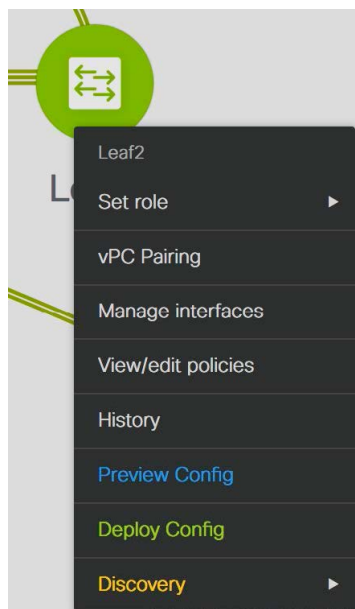 Leaf2
Set role
vPC Pairing
Manage interfaces
View/edit policies
History
Preview Config
Deploy Config
Discovery